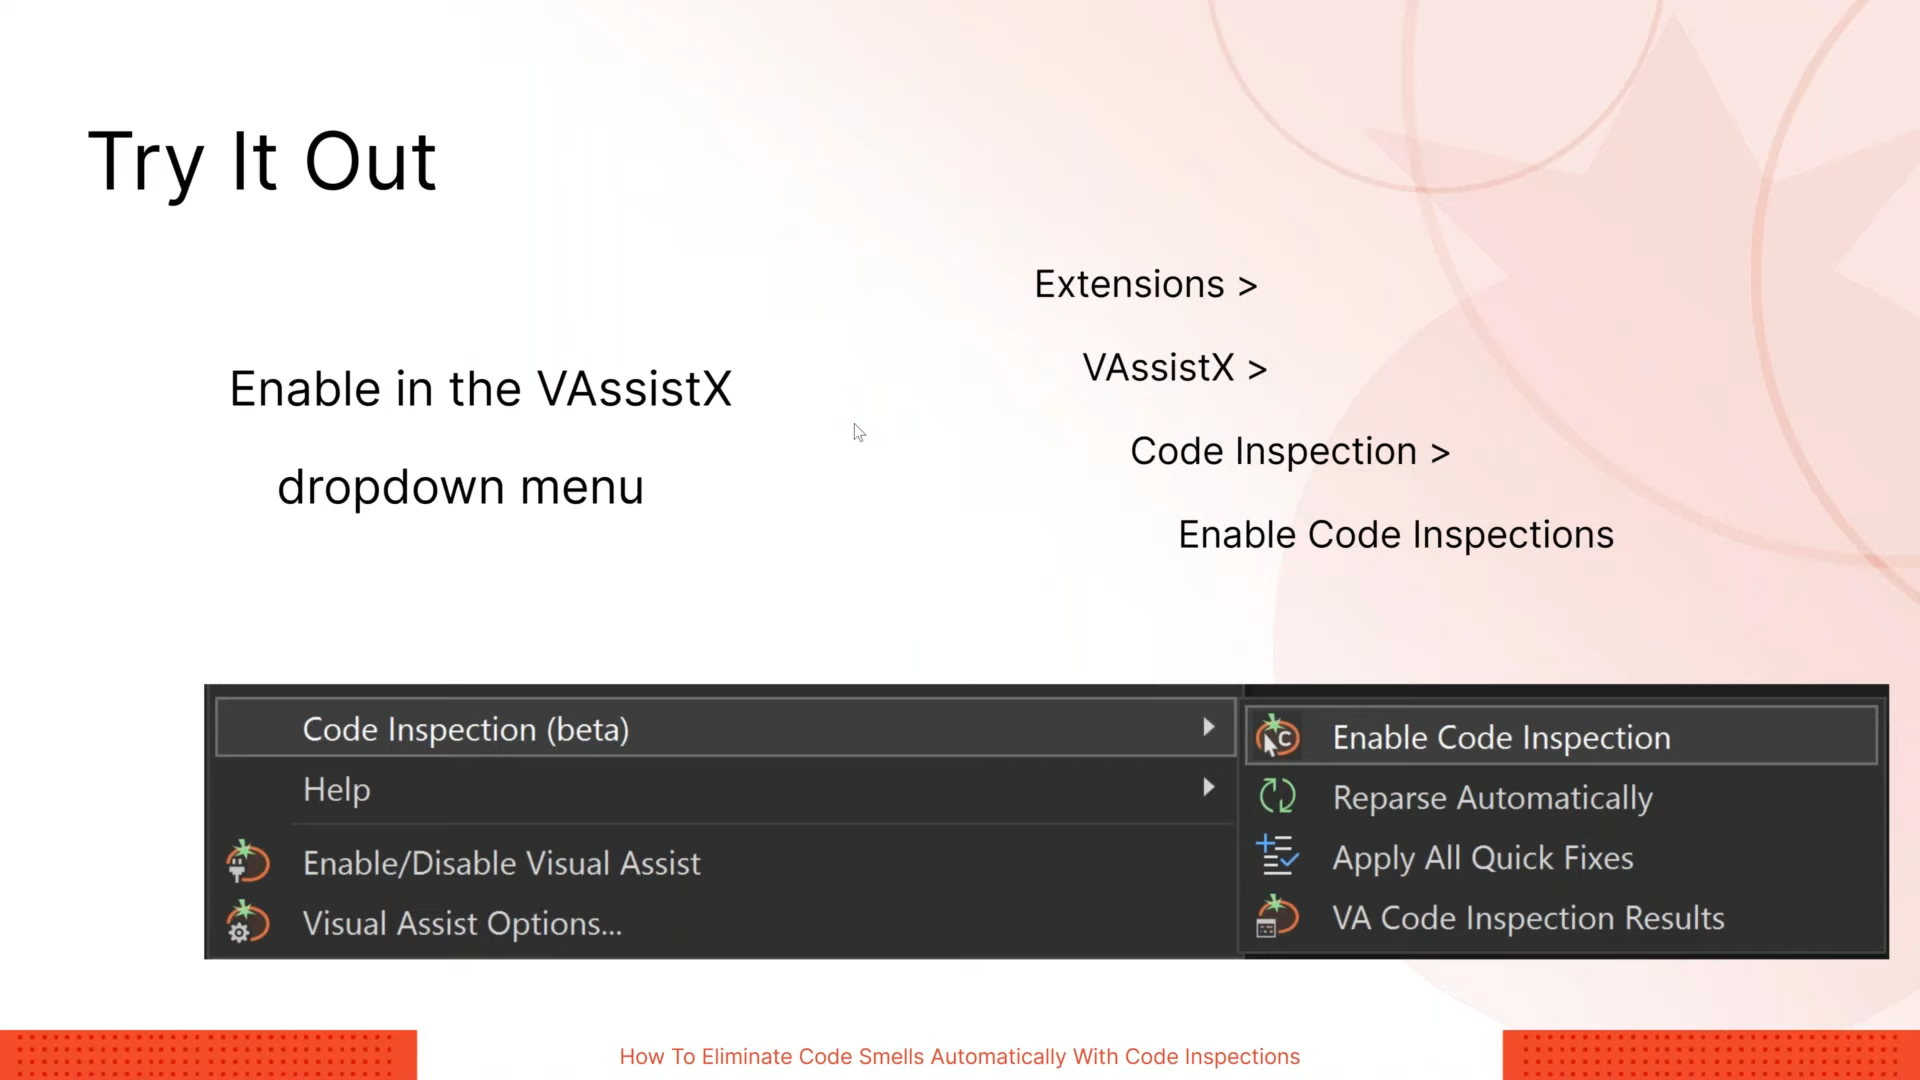 Try It Out
Enable in the VAssistX
dropdown menu
Extensions >
VAssistX >
Code Inspection >
Enable Code Inspections
Code Inspection (beta)
Help
Enable/Disable Visual Assist
Visual Assist Options...
Enable Code Inspection
Reparse Automatically
Apply All Quick Fixes
VA Code Inspection Results
How To Eliminate Code Smells Automatically With Code Inspections